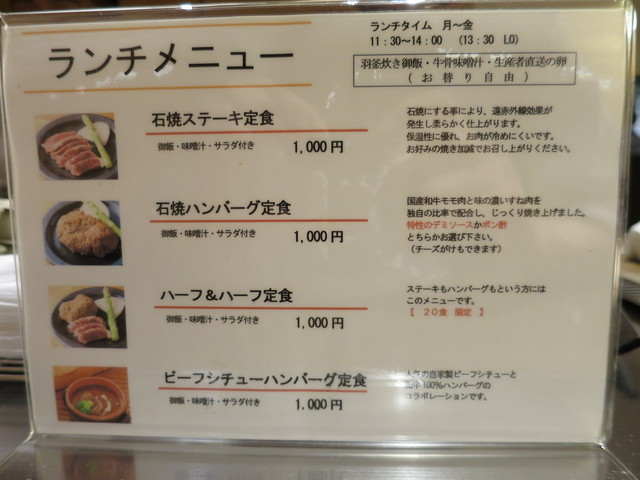 ランチメニュー
ランチタイム 月～金
11：30～14：00 (13：30 LO)
羽釜炊き御飯・牛骨味噌汁・生産者直送の卵
(お替り自由)
石焼ステーキ定食
御飯・味噌汁・サラダ付き 1,000円
石焼にする事により、遠赤外線効果が
発生し柔らかく仕上がります。
保温性に優れ、お肉が冷めにくいです。
お好みの焼き加減でお召し上がりください。
石焼ハンバーグ定食
御飯・味噌汁・サラダ付き 1,000円
国産和牛モモ肉と味の濃いすね肉を
独自の比率で配合し、じっくり焼き上げました。
特性のデミソースかポン酢
とちらかお選び下さい。
(チーズがけもできます)
ハーフ＆ハーフ定食
御飯・味噌汁・サラダ付き 1,000円
ステーキもハンバーグもという方には
このメニューです。
【 20食 限定 】
ビーフシチューハンバーグ定食
御飯・味噌汁・サラダ付き 1,000円
人気の自家製ビーフシチューと
100%ハンバーグの
コラボレーションです。